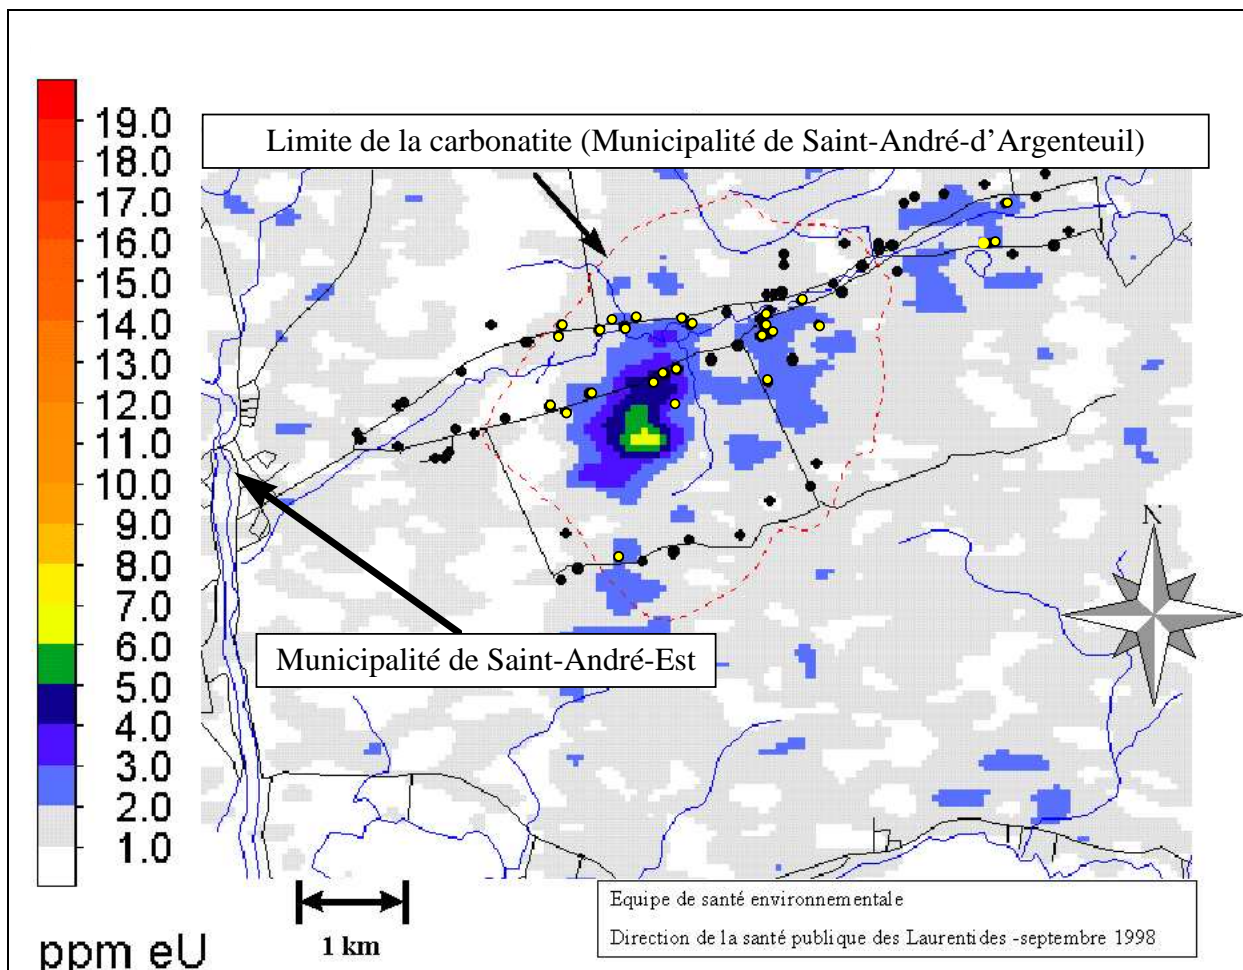 Limite de la carbonatite (Municipalité de Saint-André-d'Argenteuil)
19.0
18.0
17.0
16.0
15.0
14.0
13.0
12.0
11.0
10.0
9.0
8.0
7.0
6.0
5.0
4.0
3.0
2.0
1.0
N
Municipalité de Saint-André-Est
1 km
ppm eU
Equipe de santé environnementale
Direction de la santé publique des Laurentides -septembre 1998